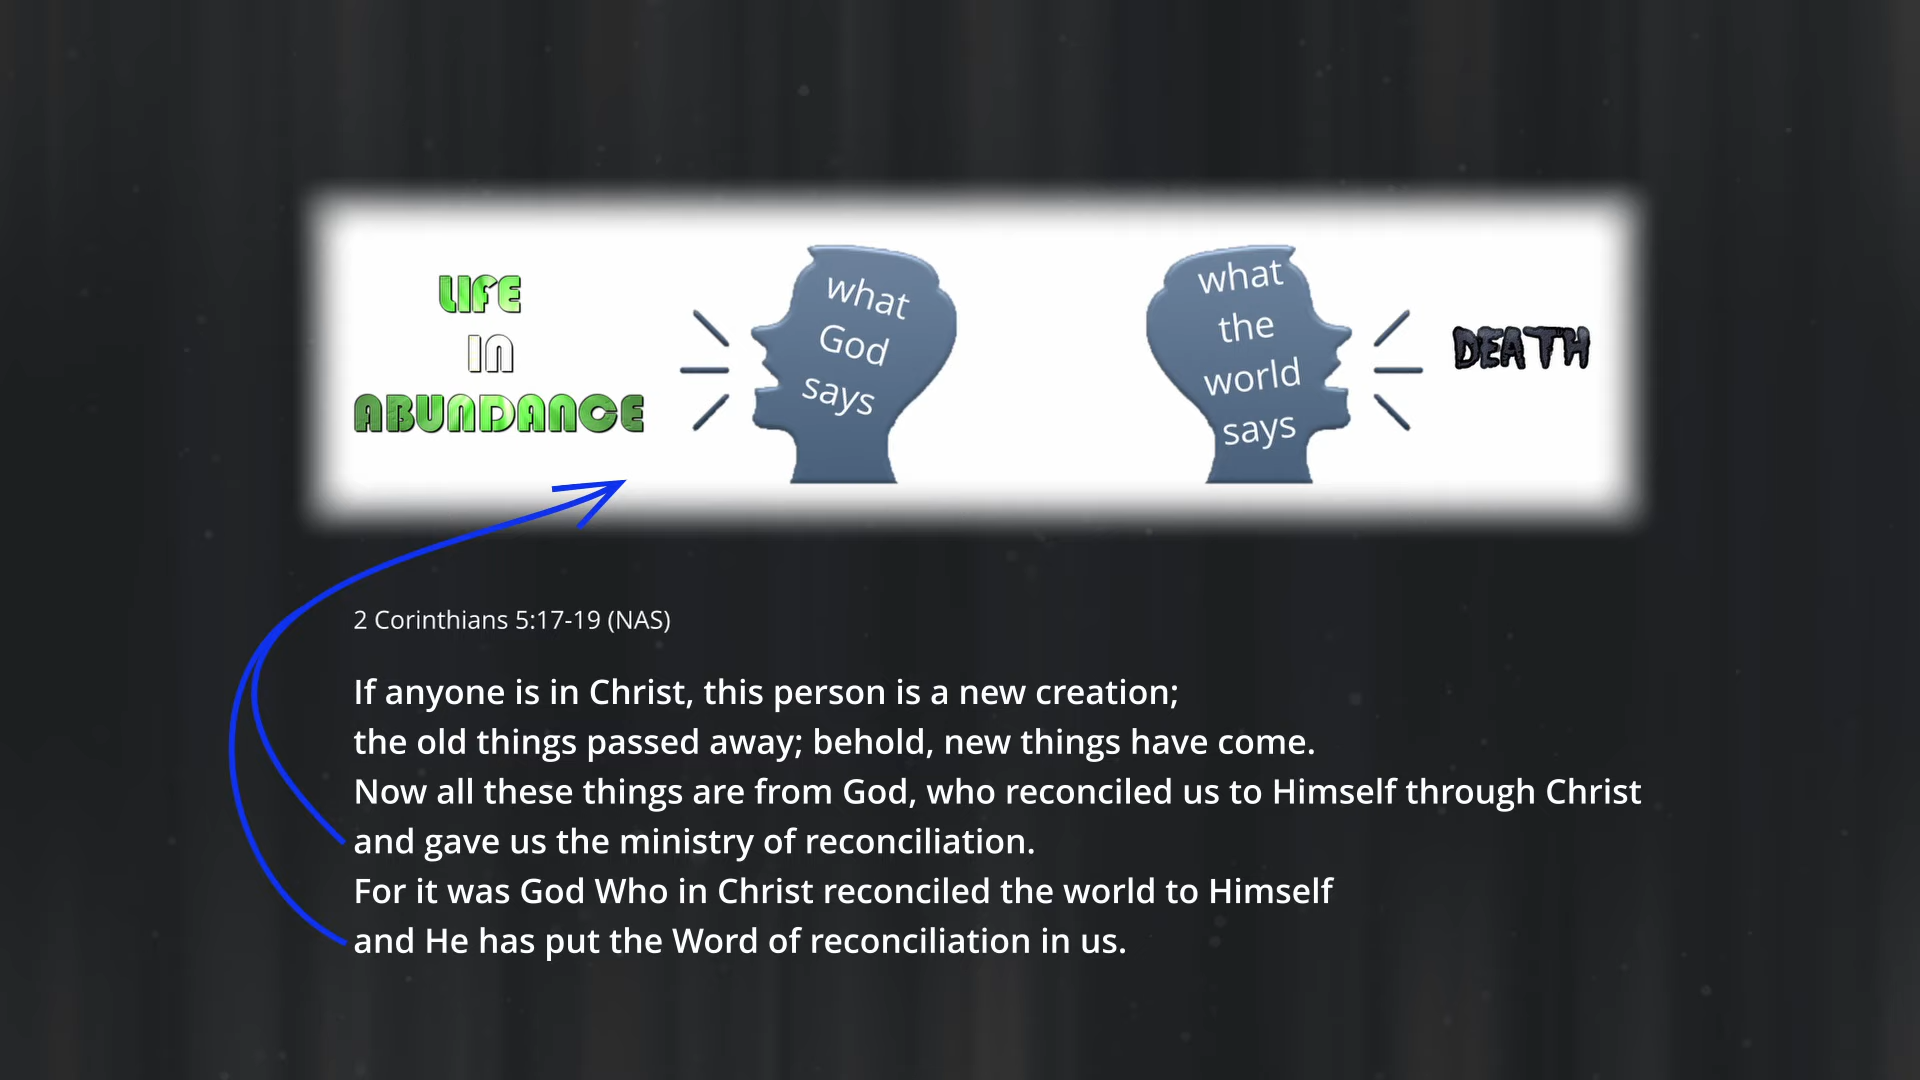 LIFE
IN
ABUNDANCE
what
God
says
what
the
world
says
DEATH
2 Corinthians 5:17-19 (NAS)
If anyone is in Christ, this person is a new creation;
the old things passed away; behold, new things have come.
Now all these things are from God, who reconciled us to Himself through Christ
and gave us the ministry of reconciliation.
For it was God Who in Christ reconciled the world to Himself
and He has put the Word of reconciliation in us.